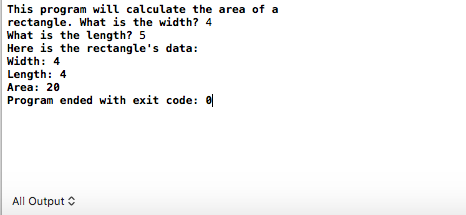 This program will calculate the area of a
rectangle. What is the width? 4
What is the length? 5
Here is the rectangle's data:
Width: 4
Length: 4
Area: 20
Program ended with exit code: 0
All Output